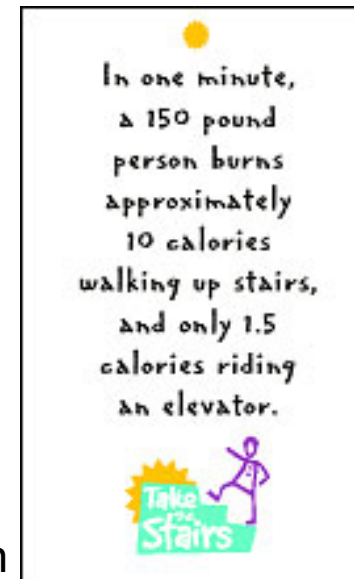 In one minute,
a 150 pound
person burns
approximately
10 calories
walking up stairs,
and only 1.5
calories riding
an elevator.
Take
the
Stairs
n